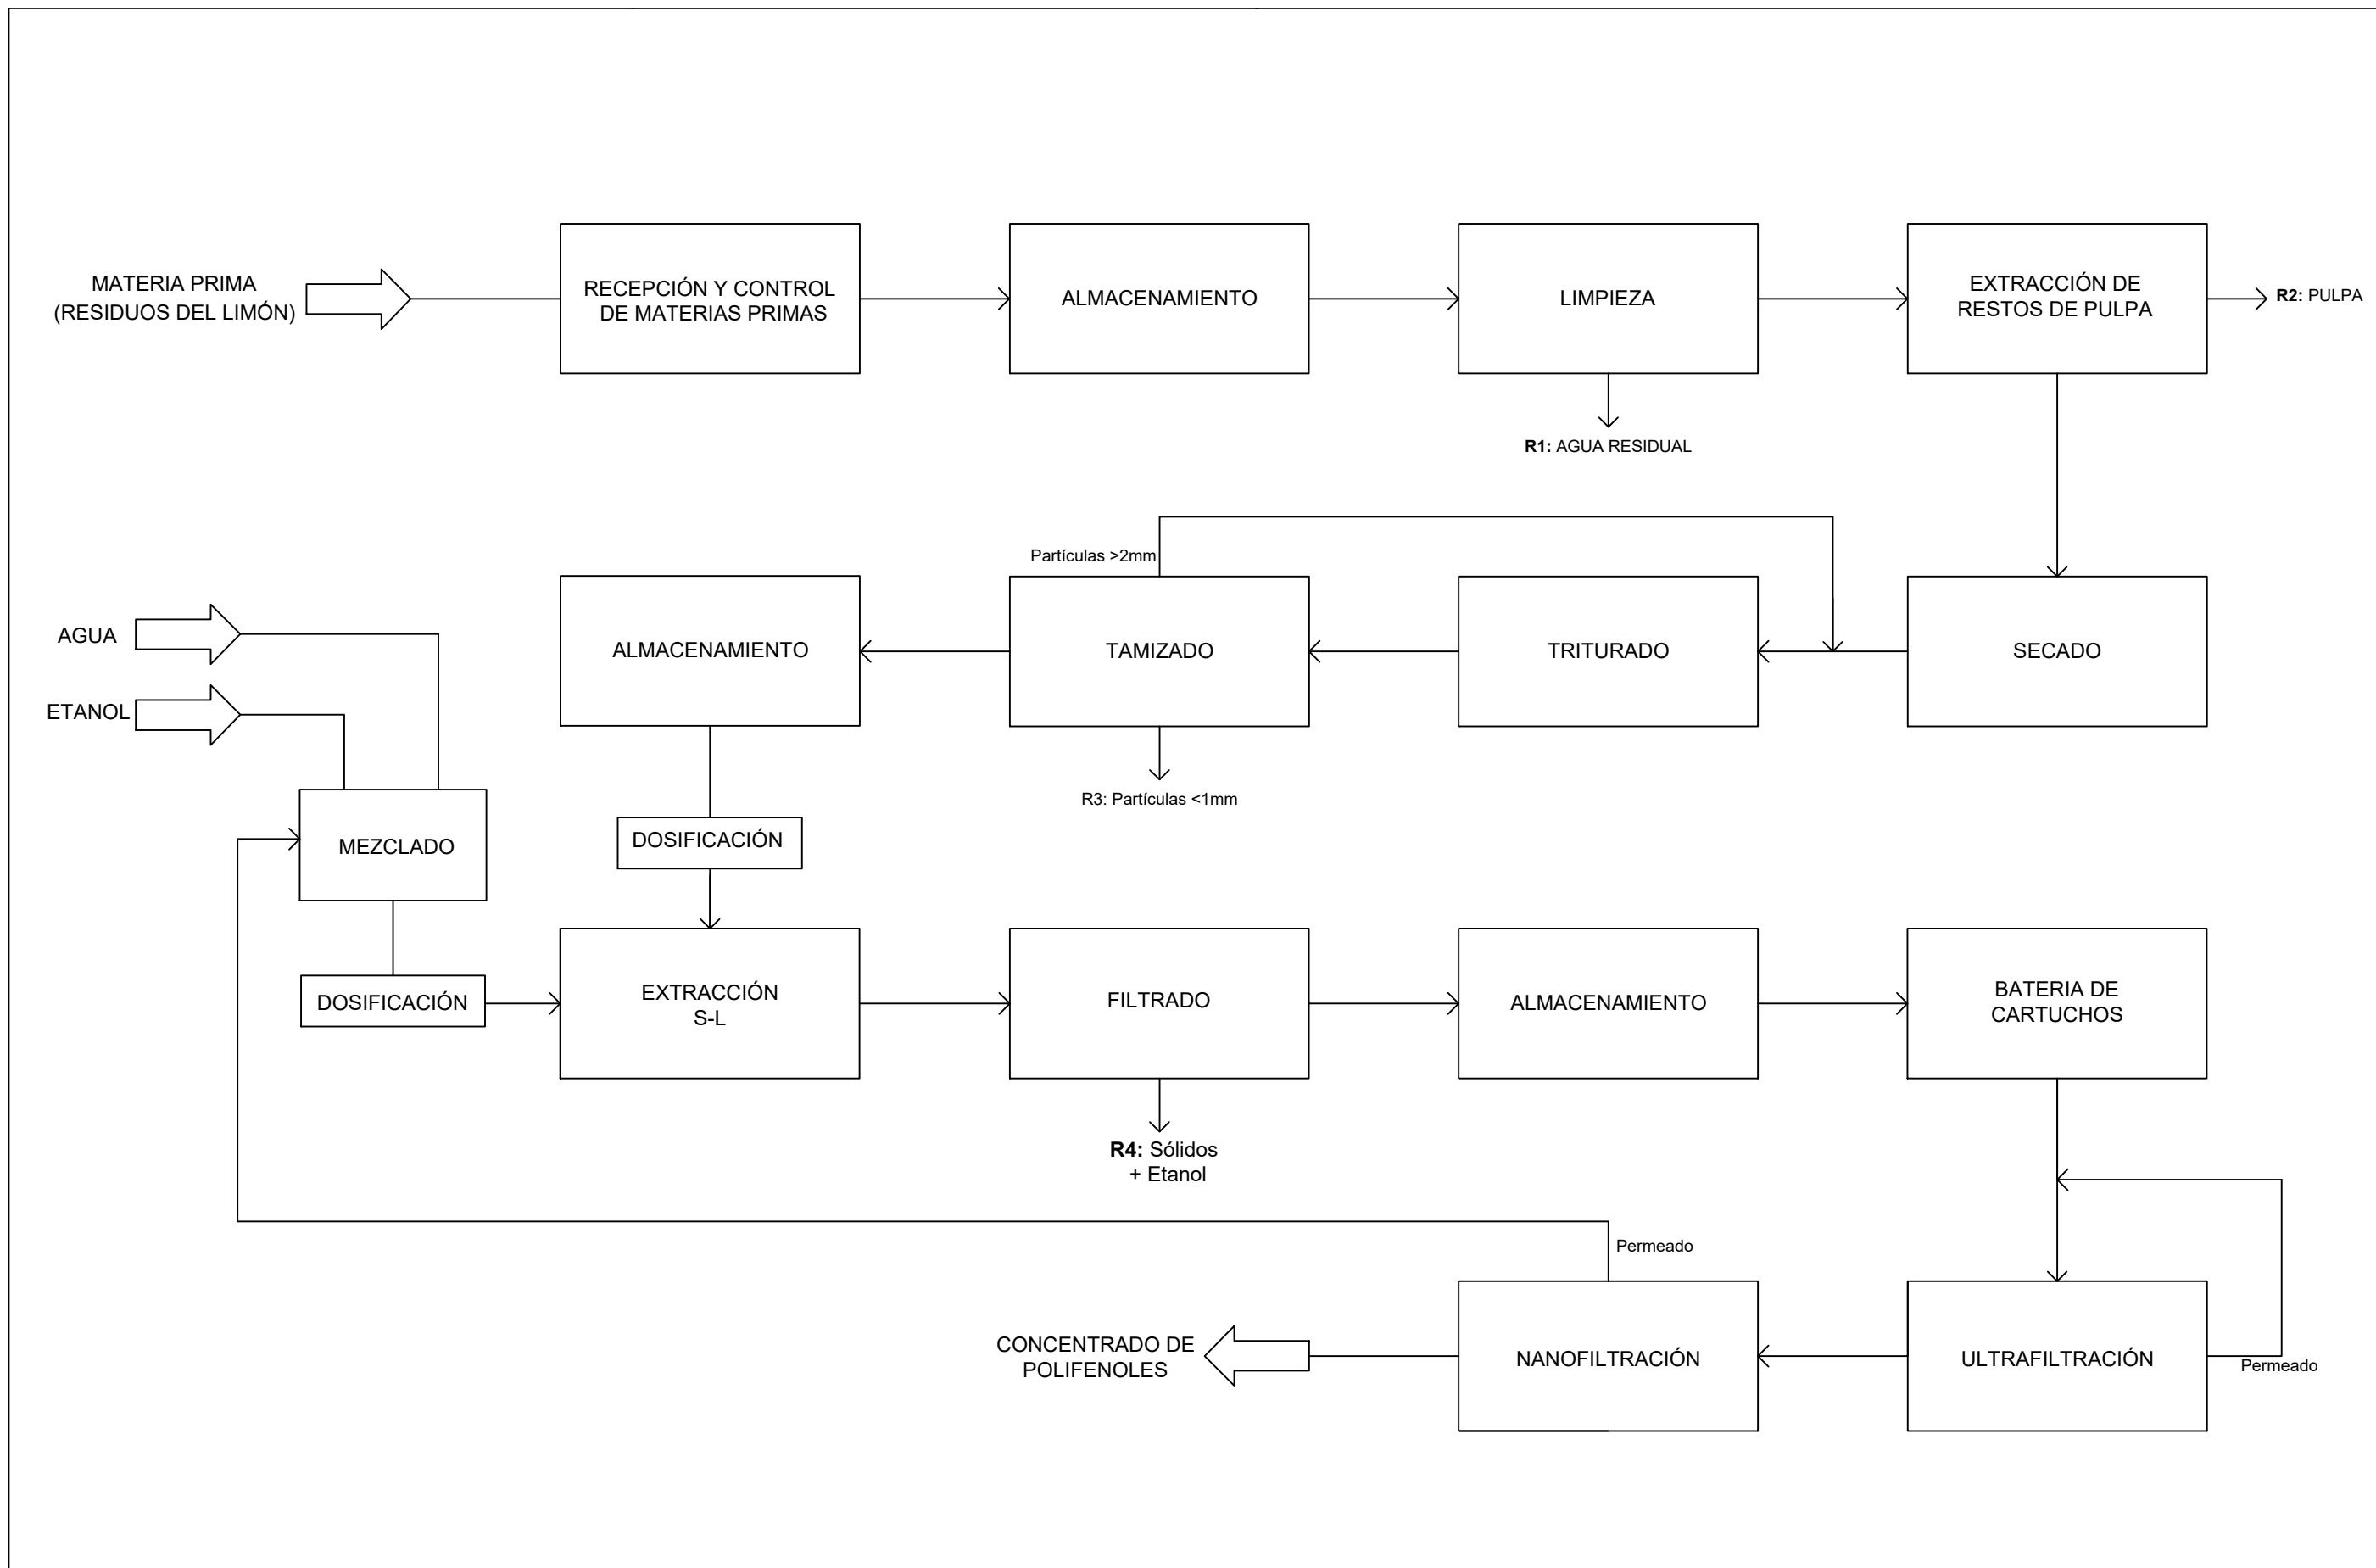 MATERIA PRIMA
(RESIDUOS DEL LIMÓN)
RECEPCIÓN Y CONTROL
DE MATERIAS PRIMAS
ALMACENAMIENTO
LIMPIEZA
EXTRACCIÓN DE
RESTOS DE PULPA
R2: PULPA
R1: AGUA RESIDUAL
Partículas >2mm
AGUA
ALMACENAMIENTO
TAMIZADO
TRITURADO
SECADO
ETANOL
R3: Partículas <1mm
MEZCLADO
DOSIFICACIÓN
DOSIFICACIÓN
EXTRACCIÓN
S-L
FILTRADO
ALMACENAMIENTO
BATERIA DE
CARTUCHOS
R4: Sólidos
+ Etanol
Permeado
CONCENTRADO DE
POLIFENOLES
NANOFILTRACIÓN
ULTRAFILTRACIÓN
Permeado